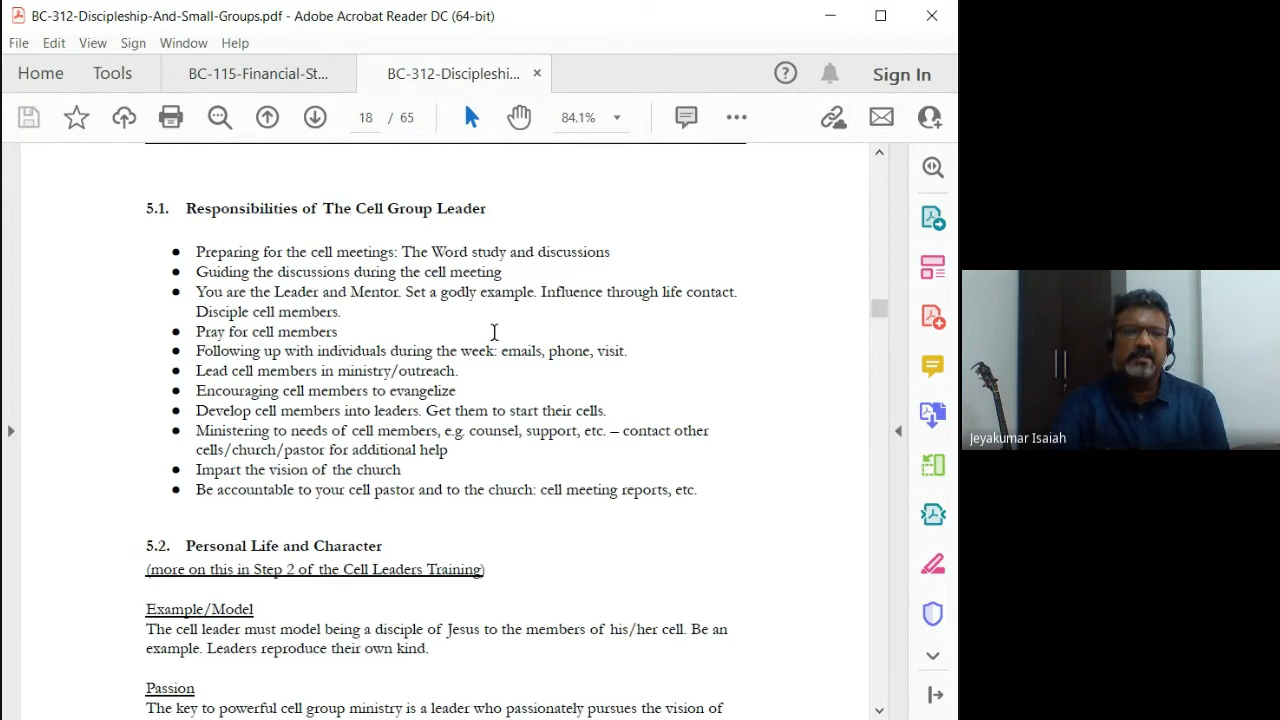 BC-312-Discipleship-And-Small-Groups.pdf - Adobe Acrobat Reader DC (64-bit)
File Edit View Sign Window Help
Home Tools BC-115-Financial-St... BC-312-Discipleshi... Sign In
18 / 65 84.1%
5.1. Responsibilities of The Cell Group Leader
● Preparing for the cell meetings: The Word study and discussions
● Guiding the discussions during the cell meeting
● You are the Leader and Mentor. Set a godly example. Influence through life contact.
Disciple cell members.
● Pray for cell members
● Following up with individuals during the week: emails, phone, visit.
● Lead cell members in ministry/outreach.
● Encouraging cell members to evangelize
● Develop cell members into leaders. Get them to start their cells.
● Ministering to needs of cell members, e.g. counsel, support, etc. – contact other
cells/church/pastor for additional help
● Impart the vision of the church
● Be accountable to your cell pastor and to the church: cell meeting reports, etc.
5.2. Personal Life and Character
(more on this in Step 2 of the Cell Leaders Training)
Example/Model
The cell leader must model being a disciple of Jesus to the members of his/her cell. Be an
example. Leaders reproduce their own kind.
Passion
The key to powerful cell group ministry is a leader who passionately pursues the vision of
Jeyakumar Isaiah